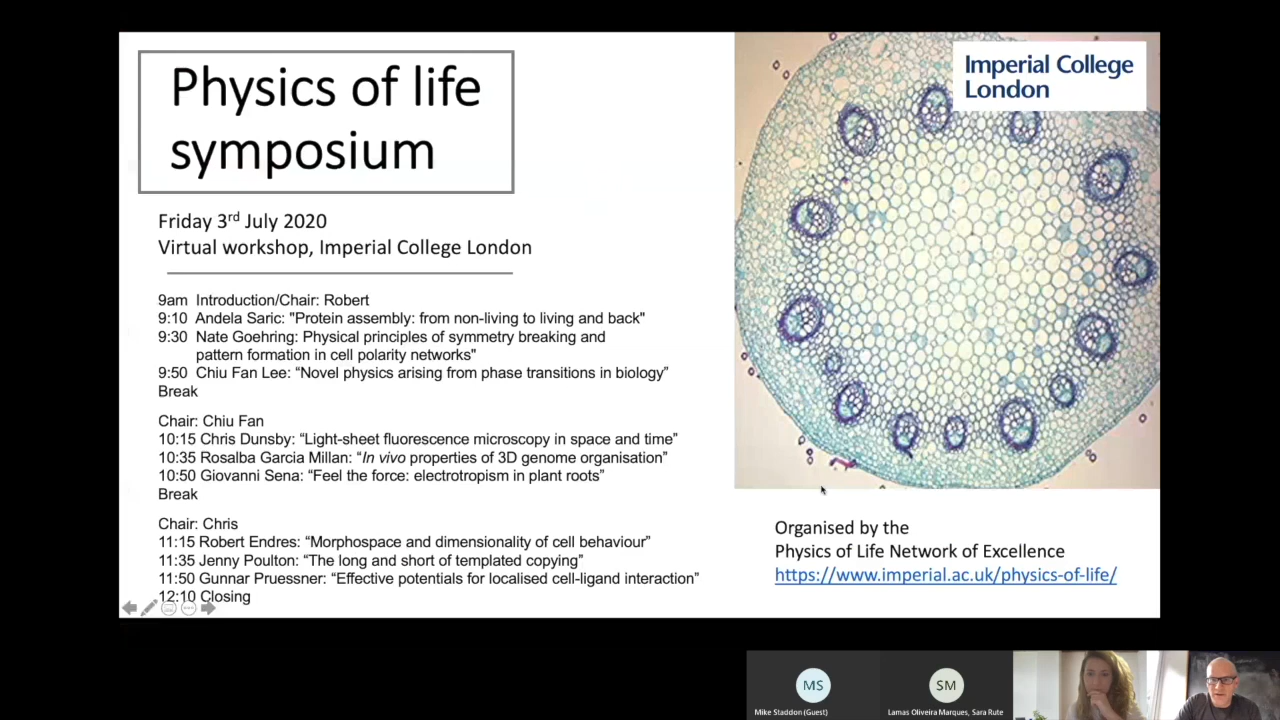 Physics of life
symposium
Imperial College
London
Friday 3rd July 2020
Virtual workshop, Imperial College London
9am Introduction/Chair: Robert
9:10 Andela Saric: "Protein assembly: from non-living to living and back"
9:30 Nate Goehring: Physical principles of symmetry breaking and
pattern formation in cell polarity networks"
9:50 Chiu Fan Lee: “Novel physics arising from phase transitions in biology”
Break
Chair: Chiu Fan
10:15 Chris Dunsby: “Light-sheet fluorescence microscopy in space and time”
10:35 Rosalba Garcia Millan: “In vivo properties of 3D genome organisation”
10:50 Giovanni Sena: “Feel the force: electrotropism in plant roots”
Break
Chair: Chris
11:15 Robert Endres: “Morphospace and dimensionality of cell behaviour”
11:35 Jenny Poulton: “The long and short of templated copying”
11:50 Gunnar Pruessner: “Effective potentials for localised cell-ligand interaction”
12:10 Closing
Organised by the
Physics of Life Network of Excellence
https://www.imperial.ac.uk/physics-of-life/
MS
Mike Staddon (Guest)
SM
Lamas Oliveira Marques, Sara Rute